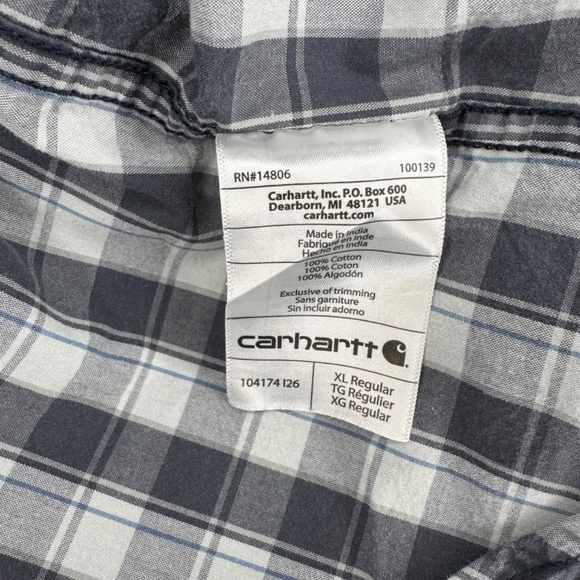 RN#14806 100139
Carhartt, Inc. P.O. Box 600
Dearborn, MI 48121 USA
carhartt.com
Made in India
Fabriqué en Inde
Hecho en India
100% Cotton
100% Coton
100% Algodón
Exclusive of trimming
Sans garniture
Sin incluir adorno
carhartt
104174 I26
XL Regular
TG Régulier
XG Regular